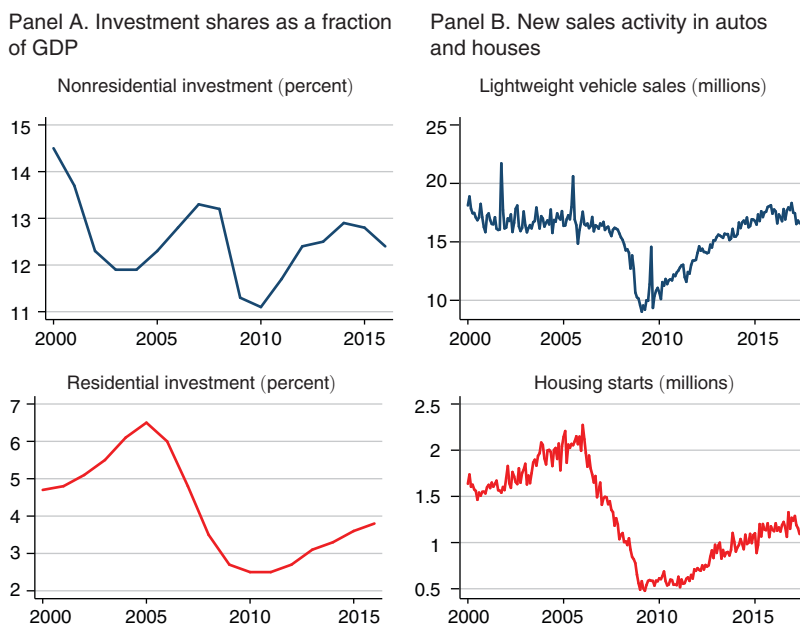 Panel A. Investment shares as a fraction
of GDP
Nonresidential investment (percent)
15
14
13
12
11
2000 2005 2010 2015
Residential investment (percent)
7
6
5
4
3
2
2000 2005 2010 2015
Panel B. New sales activity in autos
and houses
Lightweight vehicle sales (millions)
25
20
15
10
2000 2005 2010 2015
Housing starts (millions)
2.5
2
1.5
1
0.5
2000 2005 2010 2015